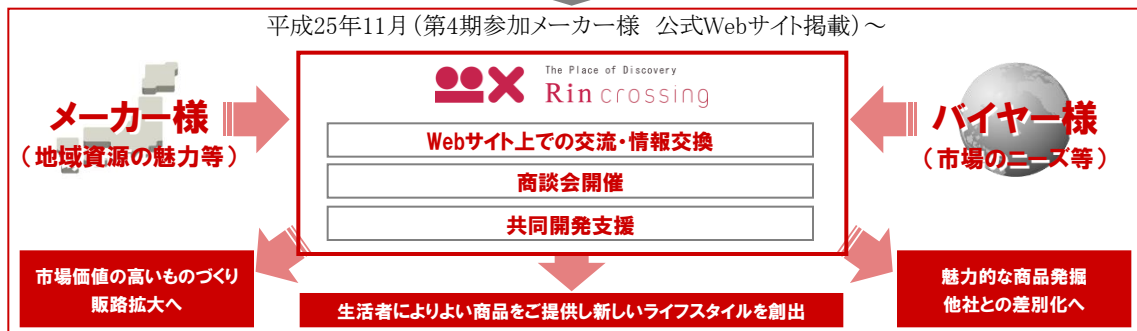 平成25年11月(第4期参加メーカー様 公式Webサイト掲載)~
The Place of Discovery
Rin crossing
メーカー様
(地域資源の魅力等)
Webサイト上での交流・情報交換
商談会開催
共同開発支援
バイヤー様
(市場のニーズ等)
市場価値の高いものづくり
販路拡大へ
生活者によりよい商品をご提供し新しいライフスタイルを創出
魅力的な商品発掘
他社との差別化へ